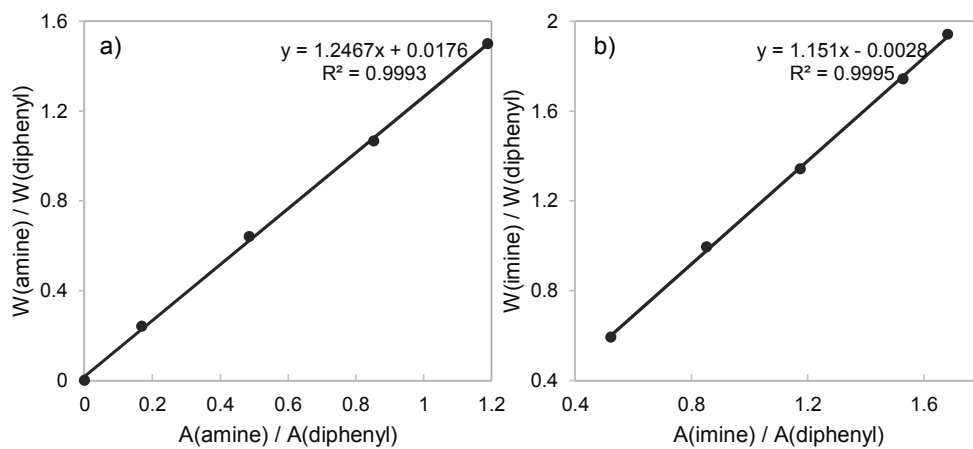 a)
y = 1.2467x + 0.0176
R² = 0.9993
W(amine) / W(diphenyl)
1.6
1.2
0.8
0.4
0
0 0.2 0.4 0.6 0.8 1 1.2
A(amine) / A(diphenyl)
b)
y = 1.151x - 0.0028
R² = 0.9995
W(imine) / W(diphenyl)
2
1.6
1.2
0.8
0.4
0.4 0.8 1.2 1.6
A(imine) / A(diphenyl)